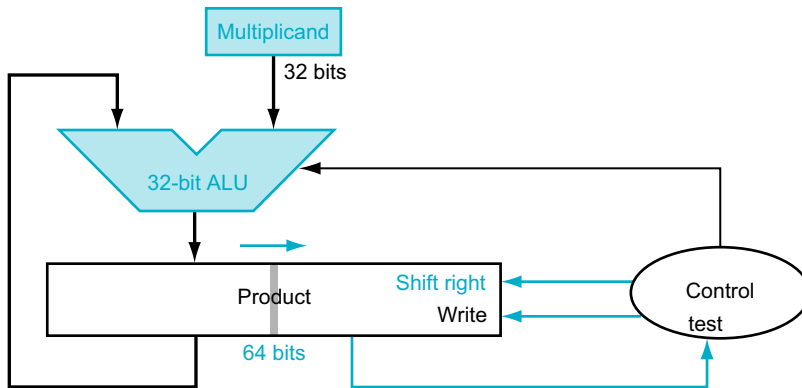 Multiplicand
32 bits
32-bit ALU
Shift right
Product
Write
64 bits
Control
test